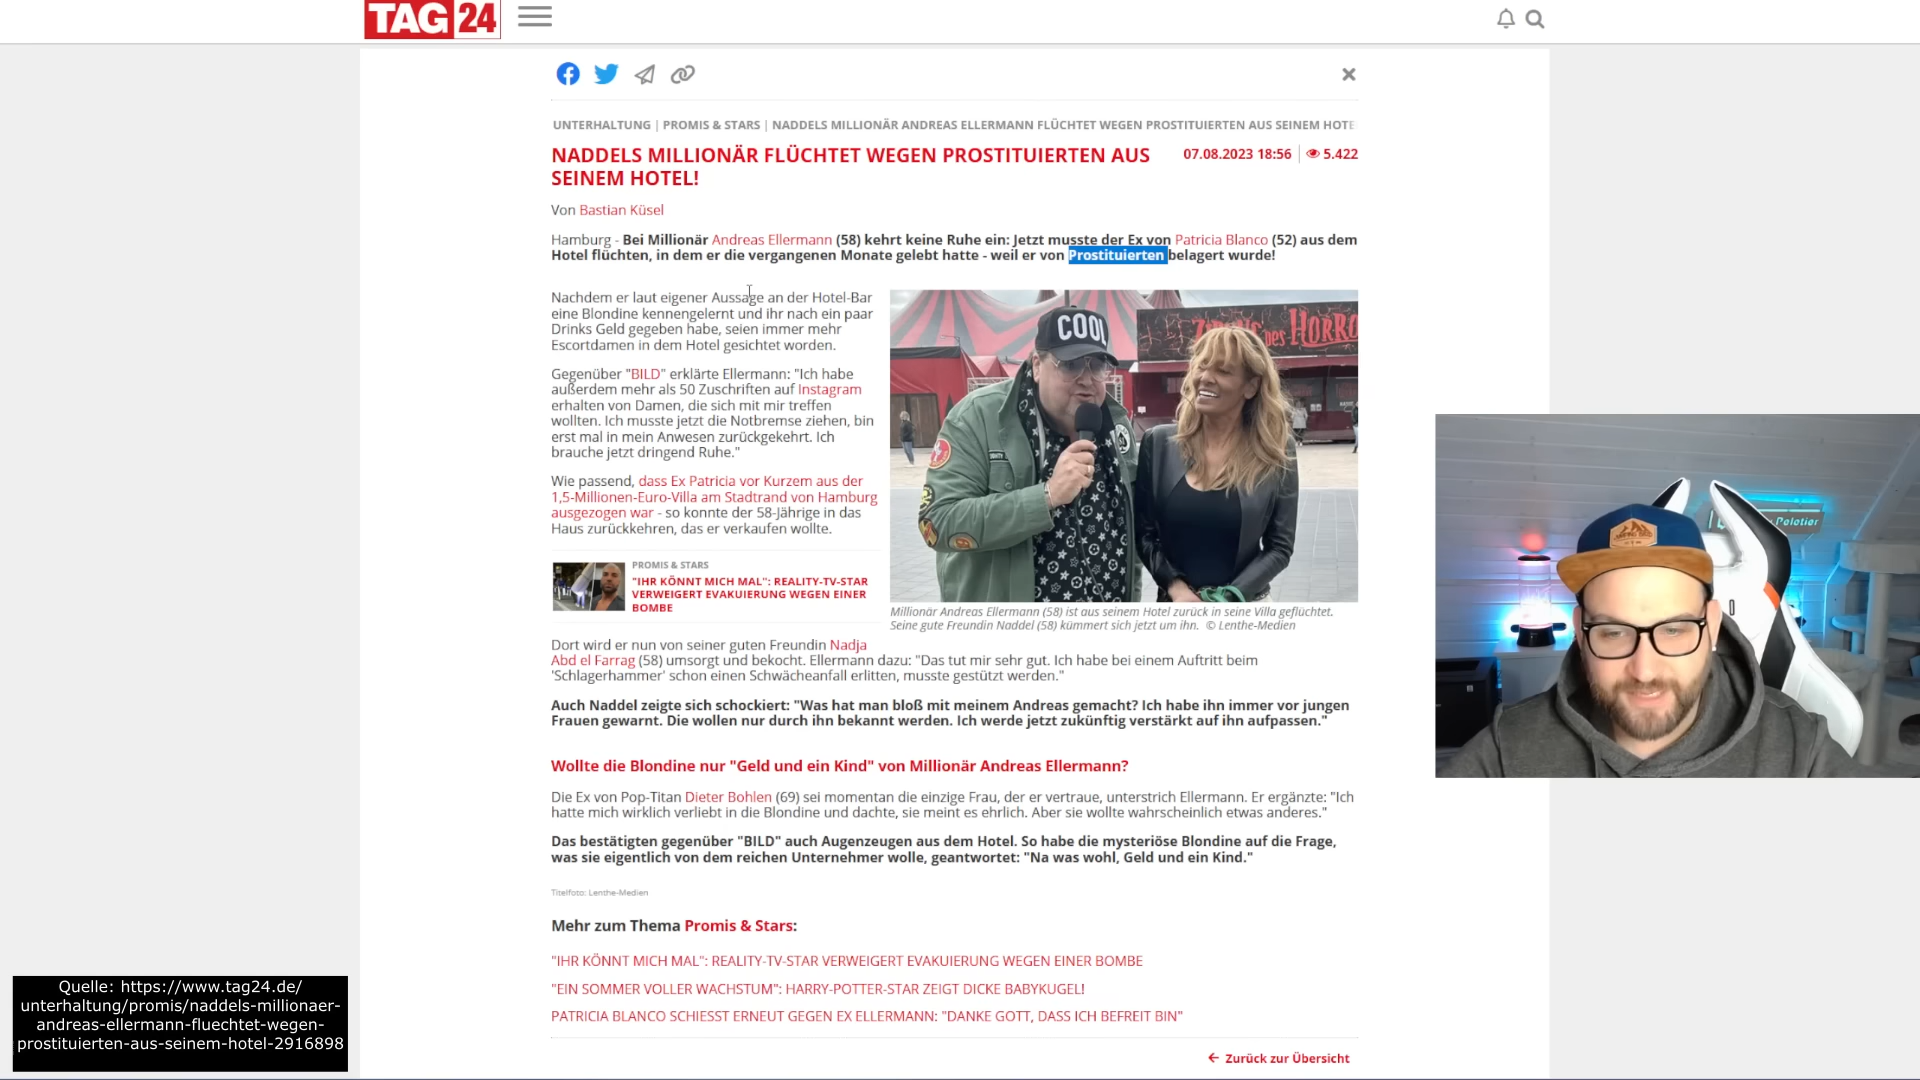 TAG 24
UNTERHALTUNG | PROMIS & STARS | NADDELS MILLIONÄR ANDREAS ELLERMANN FLÜCHTET WEGEN PROSTITUIERTEN AUS SEINEM HOTE
NADDELS MILLIONÄR FLÜCHTET WEGEN PROSTITUIERTEN AUS
SEINEM HOTEL!
07.08.2023 18:56 | 5.422
Von Bastian Küsel
Hamburg - Bei Millionär Andreas Ellermann (58) kehrt keine Ruhe ein: Jetzt musste der Ex von Patricia Blanco (52) aus dem
Hotel flüchten, in dem er die vergangenen Monate gelebt hatte - weil er von Prostituierten belagert wurde!
Nachdem er laut eigener Aussage an der Hotel-Bar
eine Blondine kennengelernt und ihr nach ein paar
Drinks Geld gegeben habe, seien immer mehr
Escortdamen in dem Hotel gesichtet worden.
Gegenüber "BILD" erklärte Ellermann: "Ich habe
außerdem mehr als 50 Zuschriften auf Instagram
erhalten von Damen, die sich mit mir treffen
wollten. Ich musste jetzt die Notbremse ziehen, bin
erst mal in mein Anwesen zurückgekehrt. Ich
brauche jetzt dringend Ruhe."
Wie passend, dass Ex Patricia vor Kurzem aus der
1,5-Millionen-Euro-Villa am Stadtrand von Hamburg
ausgezogen war - so konnte der 58-Jährige in das
Haus zurückkehren, das er verkaufen wollte.
COOL
DES HORRO
PROMIS & STARS
"IHR KÖNNT MICH MAL": REALITY-TV-STAR
VERWEIGERT EVAKUIERUNG WEGEN EINER
BOMBE
Millionär Andreas Ellermann (58) ist aus seinem Hotel zurück in seine Villa geflüchtet.
Seine gute Freundin Naddel (58) kümmert sich jetzt um ihn. © Lenthe-Medien
Dort wird er nun von seiner guten Freundin Nadja
Abd el Farrag (58) umsorgt und bekocht. Ellermann dazu: "Das tut mir sehr gut. Ich habe bei einem Auftritt beim
'Schlagerhammer' schon einen Schwächeanfall erlitten, musste gestützt werden."
Auch Naddel zeigte sich schockiert: "Was hat man bloß mit meinem Andreas gemacht? Ich habe ihn immer vor jungen
Frauen gewarnt. Die wollen nur durch ihn bekannt werden. Ich werde jetzt zukünftig verstärkt auf ihn aufpassen."
Wollte die Blondine nur "Geld und ein Kind" von Millionär Andreas Ellermann?
Die Ex von Pop-Titan Dieter Bohlen (69) sei momentan die einzige Frau, der er vertraue, unterstrich Ellermann. Er ergänzte: "Ich
hatte mich wirklich verliebt in die Blondine und dachte, sie meint es ehrlich. Aber sie wollte wahrscheinlich etwas anderes."
Das bestätigten gegenüber "BILD" auch Augenzeugen aus dem Hotel. So habe die mysteriöse Blondine auf die Frage,
was sie eigentlich von dem reichen Unternehmer wolle, geantwortet: "Na was wohl, Geld und ein Kind."
Titelfoto: Lenthe-Medien
Mehr zum Thema Promis & Stars:
"IHR KÖNNT MICH MAL": REALITY-TV-STAR VERWEIGERT EVAKUIERUNG WEGEN EINER BOMBE
"EIN SOMMER VOLLER WACHSTUM": HARRY-POTTER-STAR ZEIGT DICKE BABYKUGEL!
PATRICIA BLANCO SCHIESST ERNEUT GEGEN EX ELLERMANN: "DANKE GOTT, DASS ICH BEFREIT BIN"
Zurück zur Übersicht
Quelle: https://www.tag24.de/
unterhaltung/promis/naddels-millionaer-
andreas-ellermann-fluechtet-wegen-
prostituierten-aus-seinem-hotel-2916898